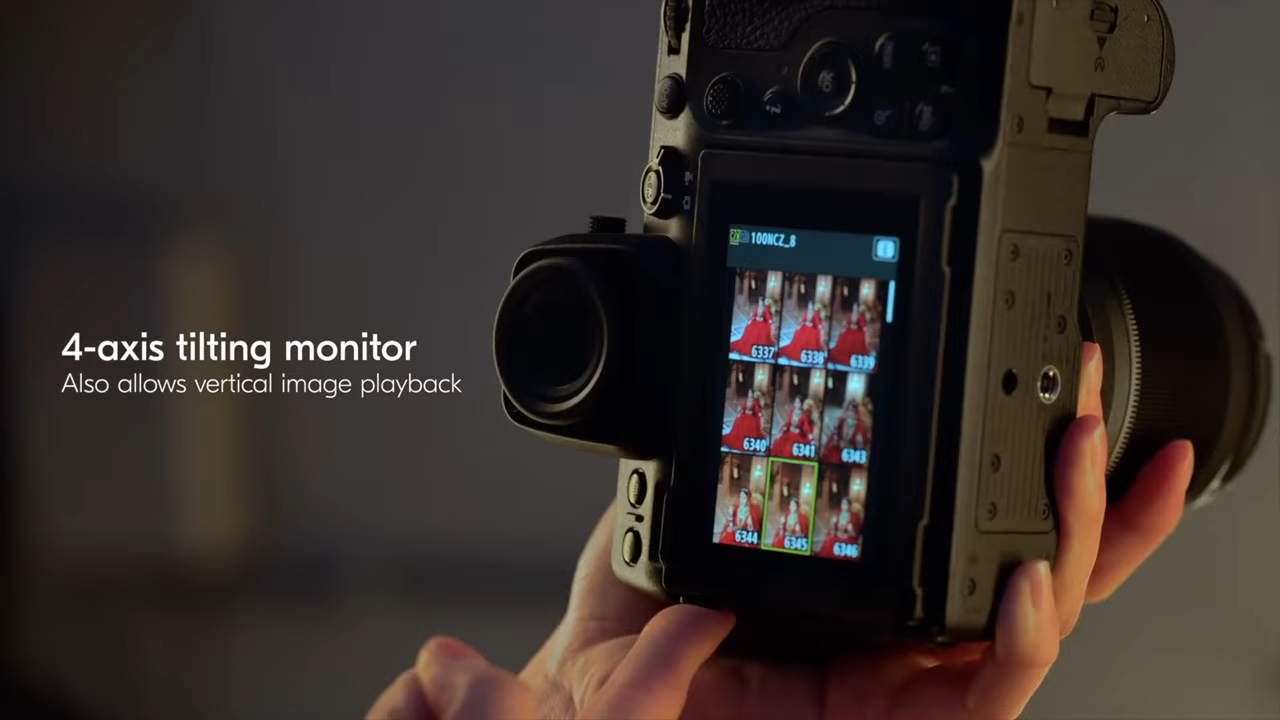 4-axis tilting monitor
Also allows vertical image playback
100NCZ_8
6337 6338 6339
6340 6341 6343
6344 6345 6346
OK
i